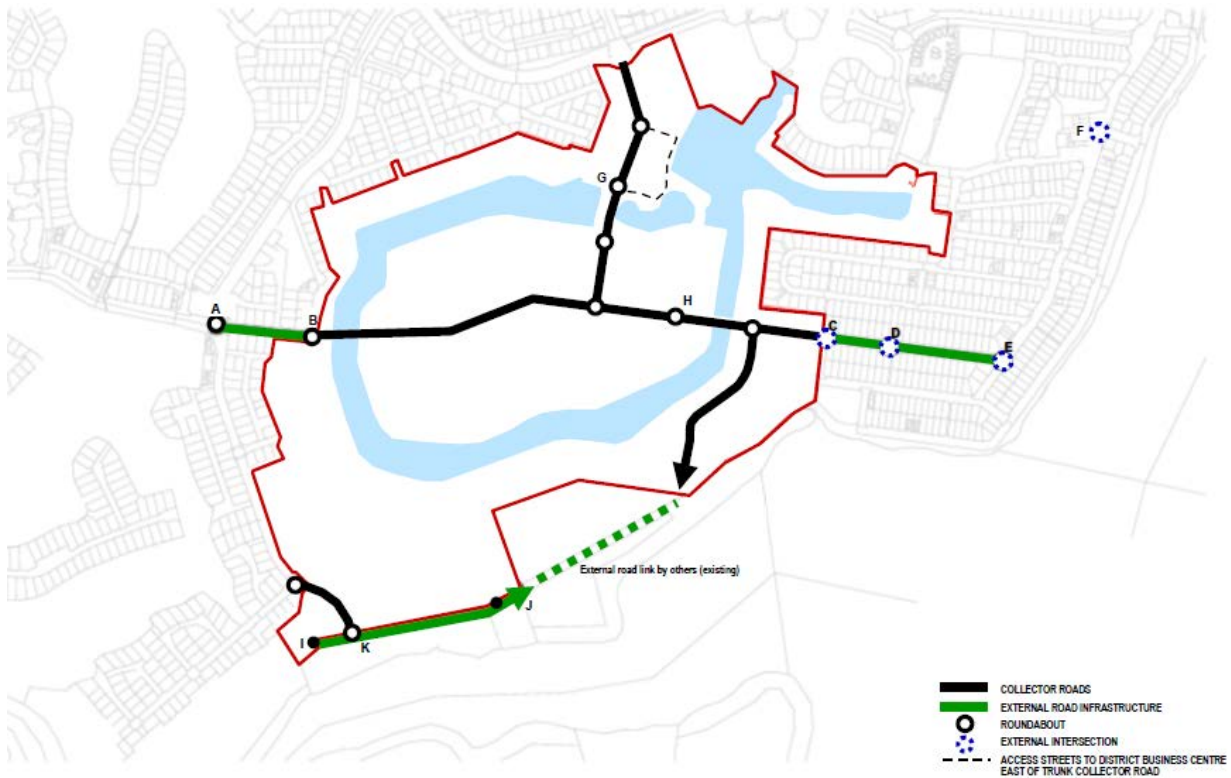 F
G
A
B
H
C
D
E
External road link by others (existing)
J
I
K
COLLECTOR ROADS
EXTERNAL ROAD INFRASTRUCTURE
ROUNDABOUT
EXTERNAL INTERSECTION
ACCESS STREETS TO DISTRICT BUSINESS CENTRE
EAST OF TRUNK COLLECTOR ROAD